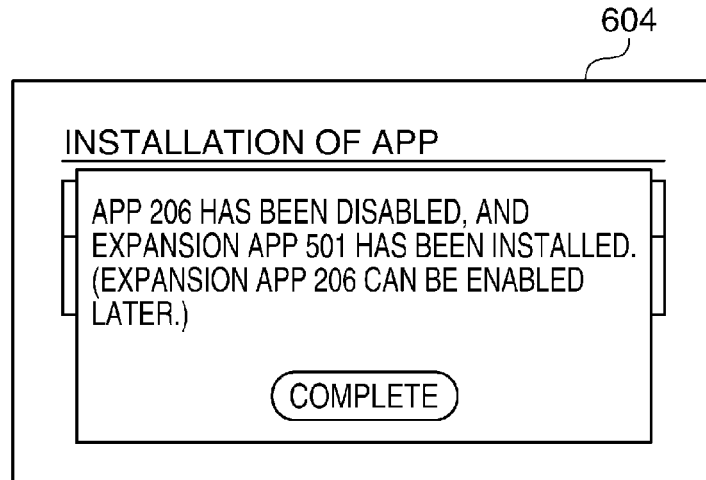 604
INSTALLATION OF APP
APP 206 HAS BEEN DISABLED, AND
EXPANSION APP 501 HAS BEEN INSTALLED.
(EXPANSION APP 206 CAN BE ENABLED
LATER.)
COMPLETE